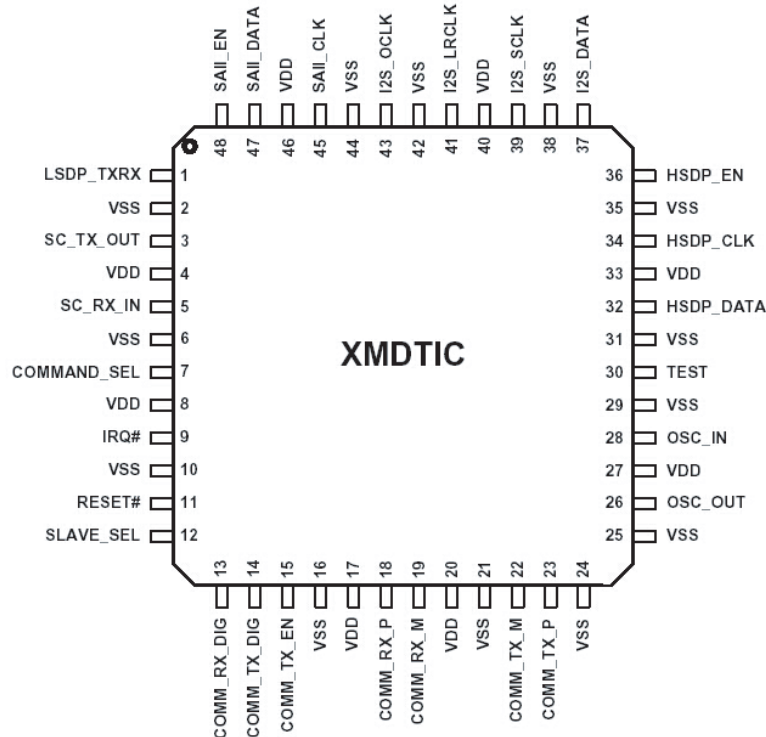 SAII_EN SAII_DATA VDD SAII_CLK VSS I2S_OCLK VSS I2S_LRCLK VDD I2S_SCLK VSS I2S_DATA
48 47 46 45 44 43 42 41 40 39 38 37
LSDP_TXRX 1 36 HSDP_EN
VSS 2 35 VSS
SC_TX_OUT 3 34 HSDP_CLK
VDD 4 33 VDD
SC_RX_IN 5 32 HSDP_DATA
VSS 6 31 VSS
XMDTIC
COMMAND_SEL 7 30 TEST
VDD 8 29 VSS
IRQ# 9 28 OSC_IN
VSS 10 27 VDD
RESET# 11 26 OSC_OUT
SLAVE_SEL 12 25 VSS
13 14 15 16 17 18 19 20 21 22 23 24
COMM_RX_DIG COMM_TX_DIG COMM_TX_EN VSS VDD COMM_RX_P COMM_RX_M VDD VSS COMM_TX_M COMM_TX_P VSS